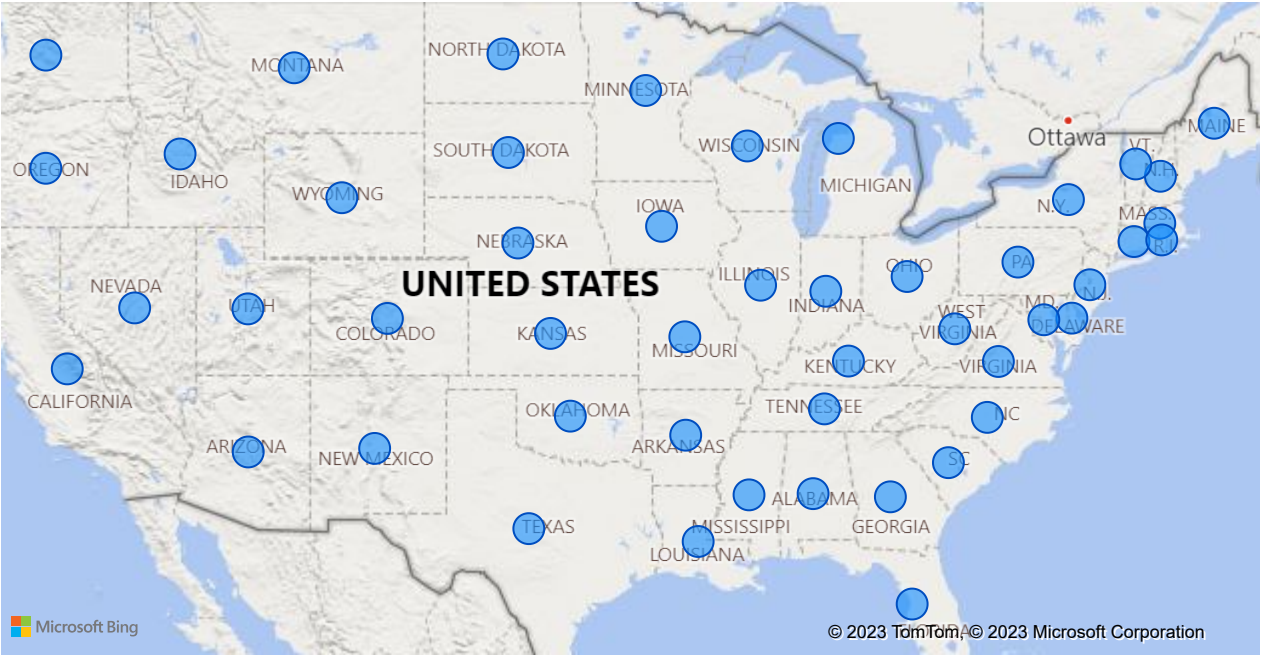 NORTH DAKOTA
MONTANA
MINNESOTA
MAINE
Ottawa
VT.
WISCONSIN
SOUTH DAKOTA
OREGON
IDAHO
N.H.
MICHIGAN
WYOMING
IOWA
N.Y.
MASS.
NEBRASKA
R.I.
PA
OHIO
ILLINOIS
UNITED STATES
NEVADA
N.J.
UTAH
INDIANA
MD.
WEST
VIRGINIA
DELAWARE
COLORADO
KANSAS
MISSOURI
KENTUCKY
VIRGINIA
CALIFORNIA
TENNESSEE
OKLAHOMA
NC
ARIZONA
NEW MEXICO
ARKANSAS
SC
ALABAMA
TEXAS
MISSISSIPPI
GEORGIA
LOUISIANA
FLORIDA
Microsoft Bing
© 2023 TomTom, © 2023 Microsoft Corporation